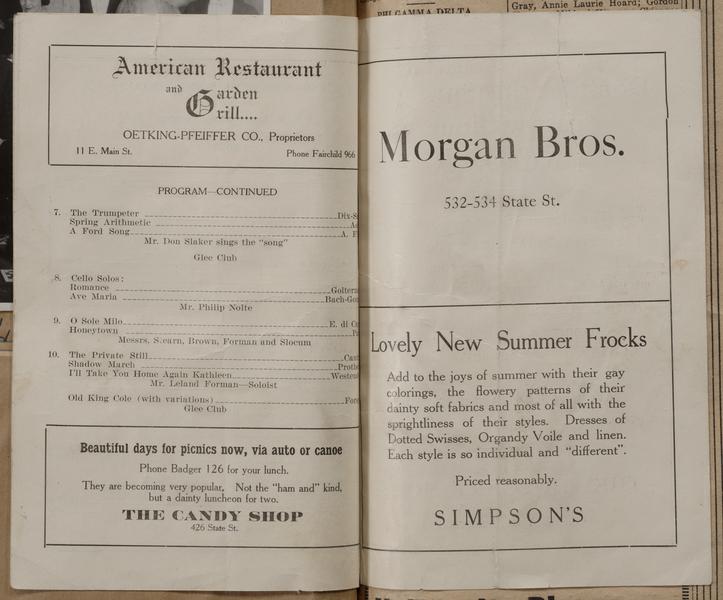 PHI GAMMA DELTA
Gray, Annie Laurie Hoard; Gordon
American Restaurant
and Garden
Grill....
OETKING-PFEIFFER CO., Proprietors
11 E. Main St. Phone Fairchild 966
PROGRAM—CONTINUED
7. The Trumpeter
Spring Arithmetic
A Ford Song
Mr. Don Slaker sings the "song"
Glee Club
8. Cello Solos:
Romance
Ave Maria
Mr. Philip Nolte
9. O Sole Milo
Honeytown
Messrs, Stearn, Brown, Forman and Slocum
10. The Private Still
Shadow March
I'll Take You Home Again Kathleen
Mr. Leland Forman—Soloist
Old King Cole (with variations)
Glee Club
Beautiful days for picnics now, via auto or canoe
Phone Badger 126 for your lunch.
They are becoming very popular. Not the "ham and" kind,
but a dainty luncheon for two.
THE CANDY SHOP
426 State St.
Morgan Bros.
532-534 State St.
Lovely New Summer Frocks
Add to the joys of summer with their gay
colorings, the flowery patterns of their
dainty soft fabrics and most of all with the
sprightliness of their styles. Dresses of
Dotted Swisses, Organdy Voile and linen.
Each style is so individual and "different".
Priced reasonably.
SIMPSON'S